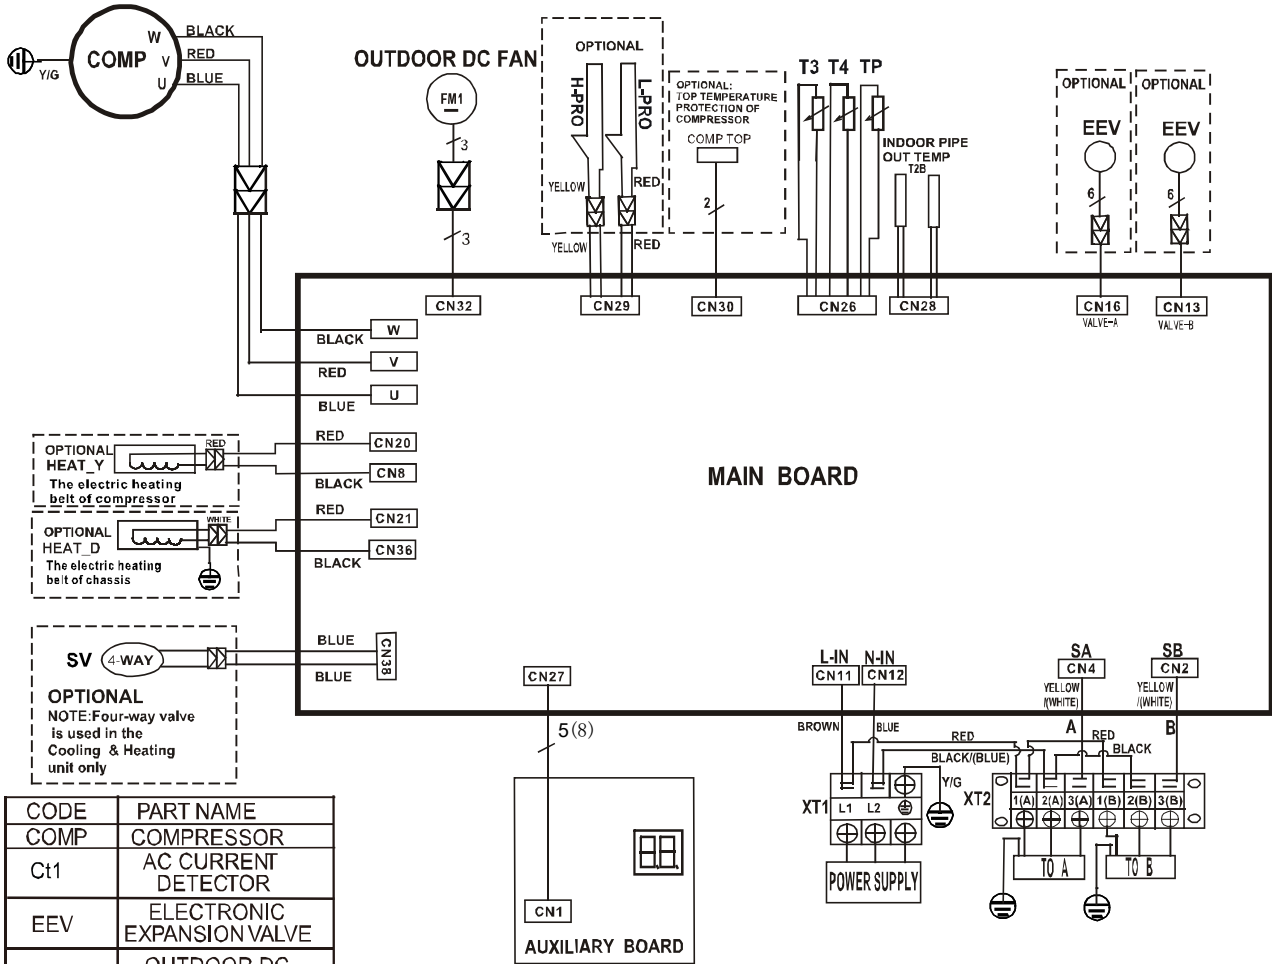 COMP
W
V
U
BLACK
RED
BLUE
Y/G
OUTDOOR DC FAN
FM1
3
3
OPTIONAL
H-PRO
L-PRO
YELLOW
RED
YELLOW
RED
OPTIONAL:
TOP TEMPERATURE
PROTECTION OF
COMPRESSOR
COMP TOP
2
T3 T4 TP
INDOOR PIPE
OUT TEMP
T2B
OPTIONAL
EEV
6
OPTIONAL
EEV
6
CN32
CN29
CN30
CN26
CN28
CN16
VALVE-A
CN13
VALVE-B
W
BLACK
V
RED
U
BLUE
MAIN BOARD
OPTIONAL
HEAT_Y
The electric heating
belt of compressor
RED
RED
CN20
CN8
BLACK
OPTIONAL
HEAT_D
The electric heating
belt of chassis
WHITE
RED
CN21
CN36
BLACK
SV
4-WAY
OPTIONAL
NOTE:Four-way valve
is used in the
Cooling & Heating
unit only
BLUE
BLUE
CN38
CN27
5(8)
CN1
AUXILIARY BOARD
L-IN
N-IN
CN11
CN12
BROWN
BLUE
SA
CN4
YELLOW
/(WHITE)
A
SB
CN2
YELLOW
/(WHITE)
B
RED
BLACK/(BLUE)
RED
BLACK
Y/G
XT1
L1
L2
POWER SUPPLY
XT2
1(A) 2(A) 3(A) 1(B) 2(B) 3(B)
TO A
TO B
CODE PART NAME
COMP COMPRESSOR
Ct1 AC CURRENT
DETECTOR
EEV ELECTRONIC
EXPANSION VALVE
OUTDOOR DC